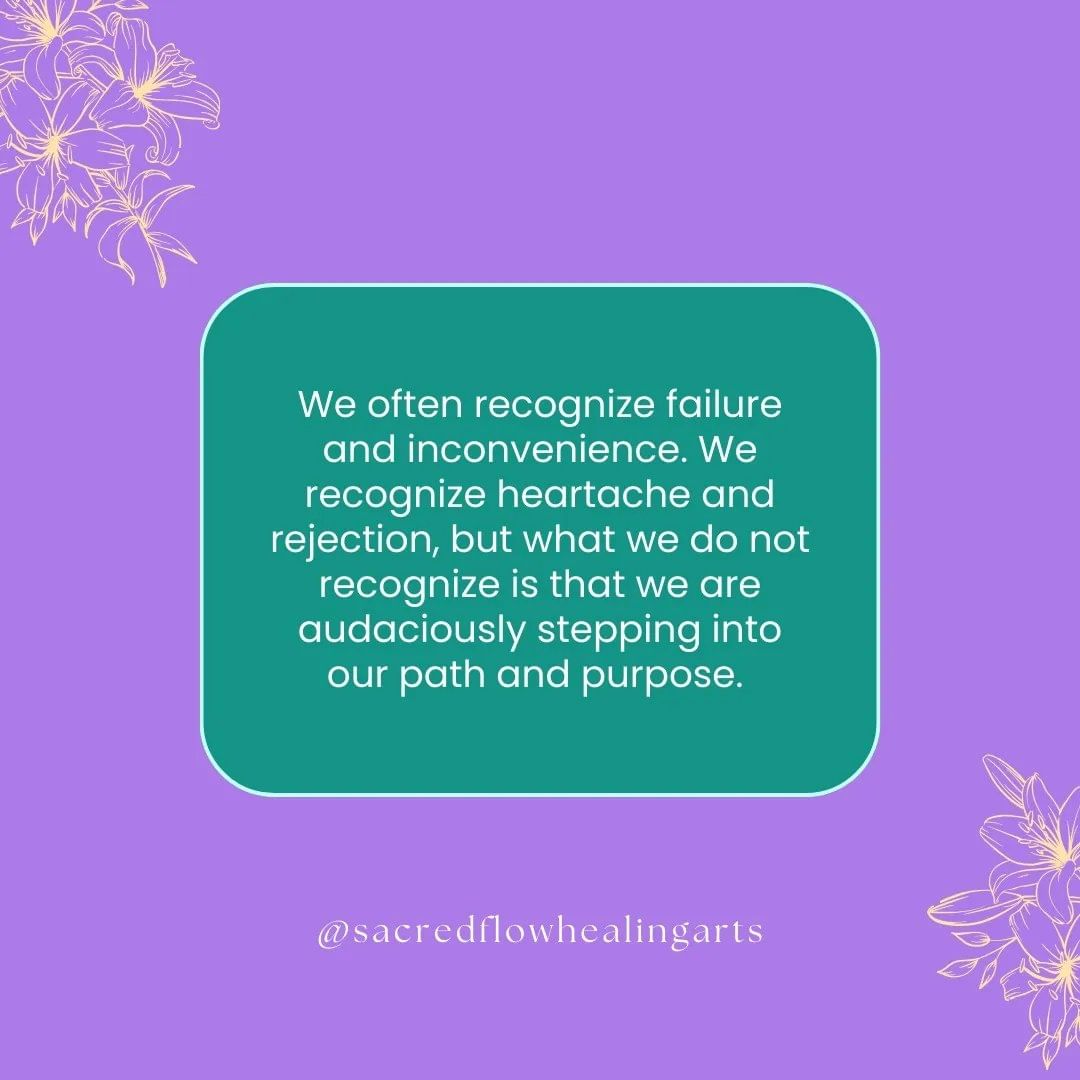 We often recognize failure
and inconvenience. We
recognize heartache and
rejection, but what we do not
recognize is that we are
audaciously stepping into
our path and purpose.
@sacredflowhealingarts